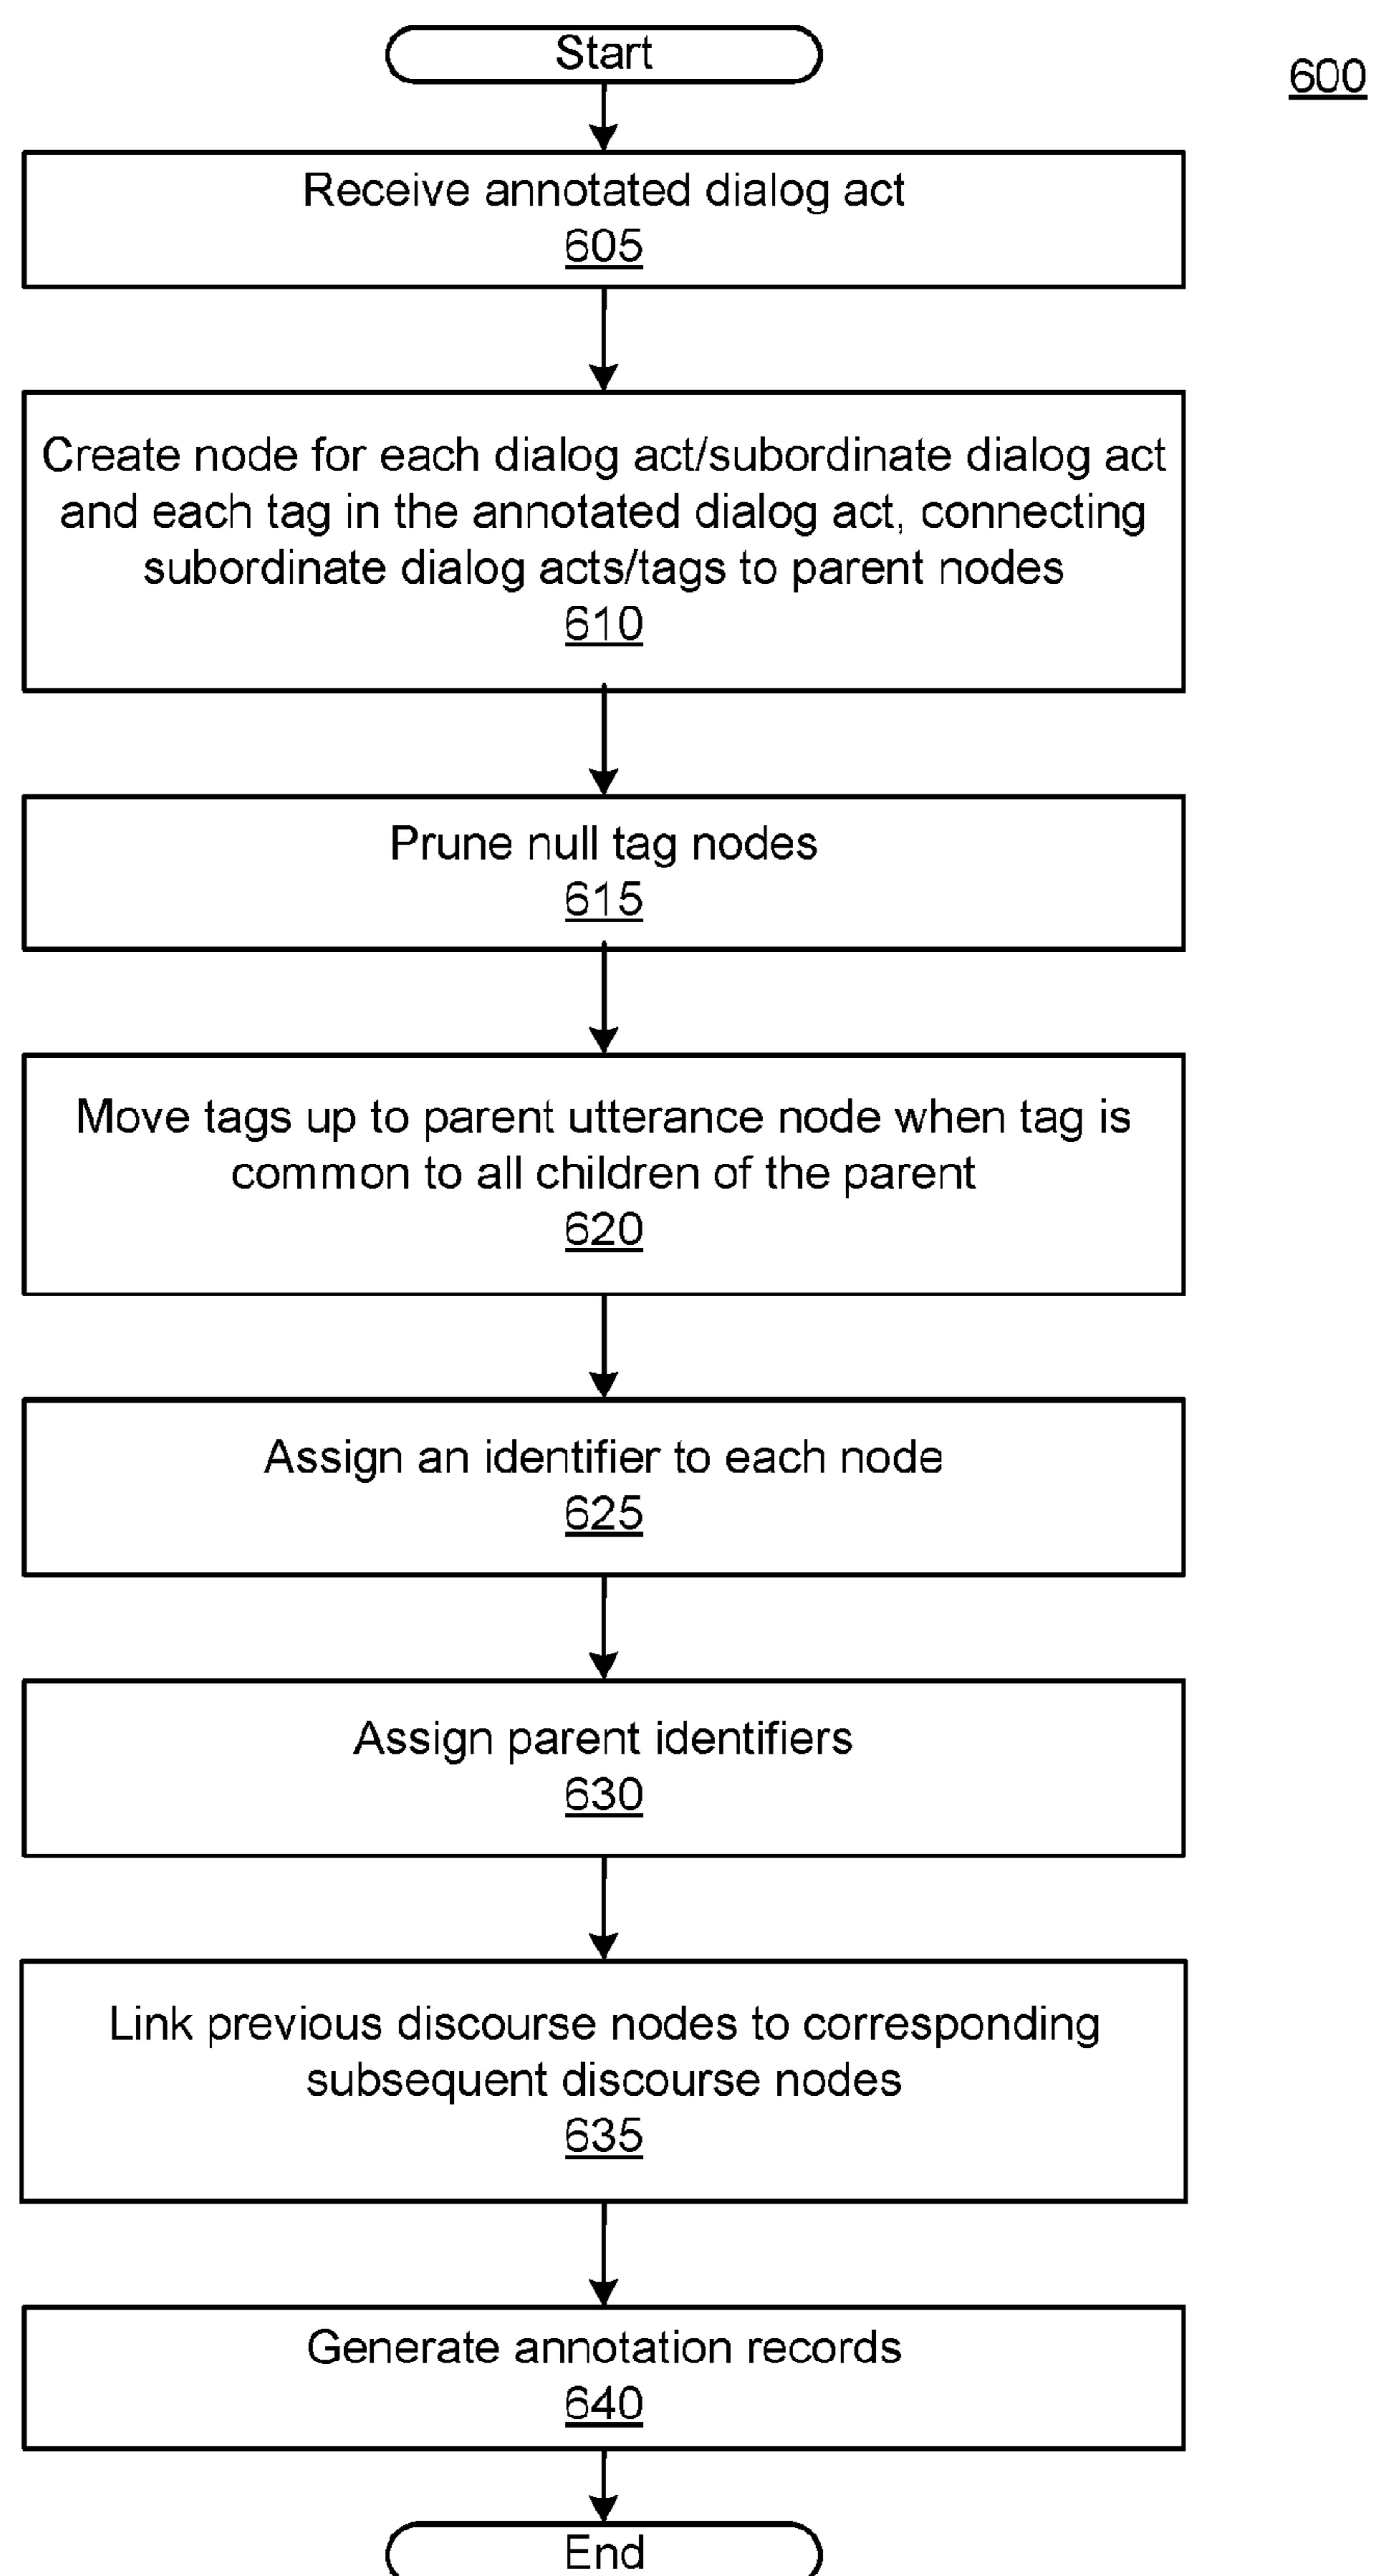 Start
600
Receive annotated dialog act
605
Create node for each dialog act/subordinate dialog act
and each tag in the annotated dialog act, connecting
subordinate dialog acts/tags to parent nodes
610
Prune null tag nodes
615
Move tags up to parent utterance node when tag is
common to all children of the parent
620
Assign an identifier to each node
625
Assign parent identifiers
630
Link previous discourse nodes to corresponding
subsequent discourse nodes
635
Generate annotation records
640
End